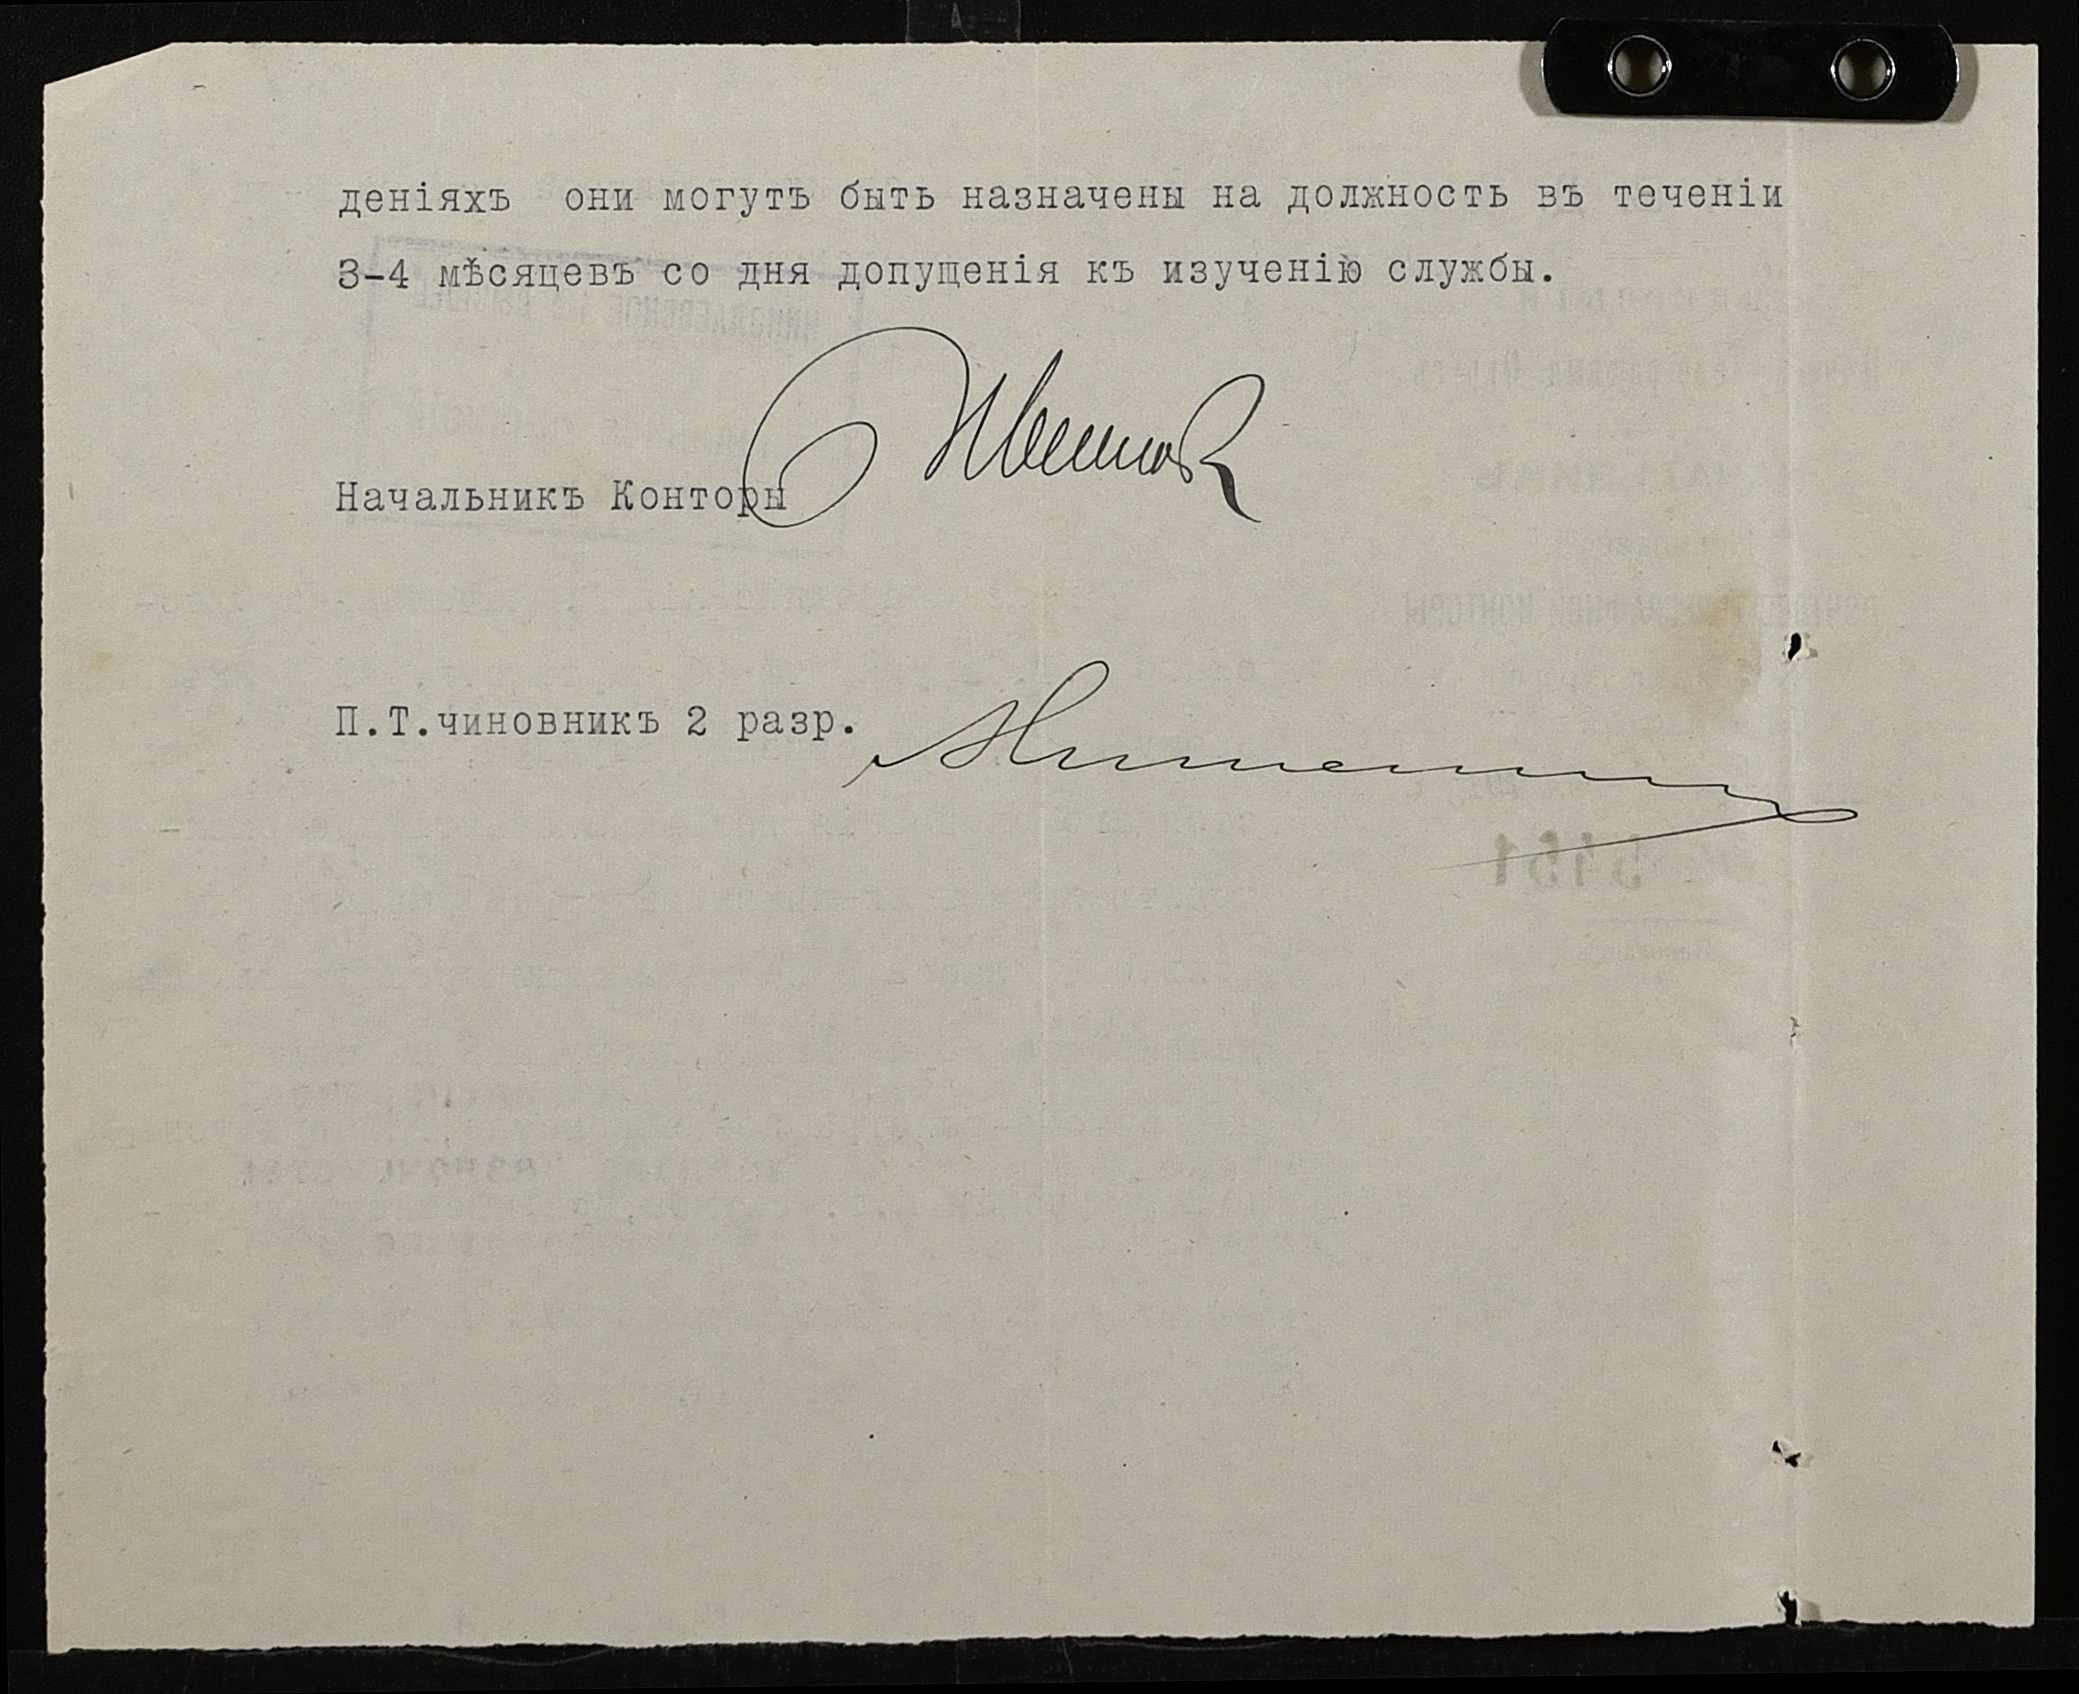 деніяхъ они могутъ быть назначены на должность въ теченіи
3-4 мѣсяцевъ со дня допущенія къ изученію службы.
Начальникъ Конторы
П.Т.чиновникъ 2 разр.